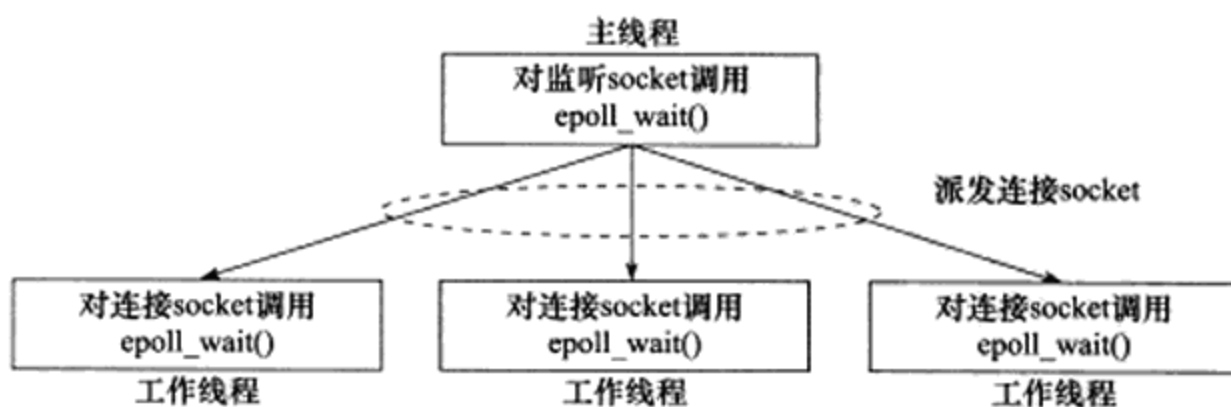 主线程
对监听socket调用
epoll_wait()
派发连接socket
对连接socket调用
epoll_wait()
工作线程
对连接socket调用
epoll_wait()
工作线程
对连接socket调用
epoll_wait()
工作线程